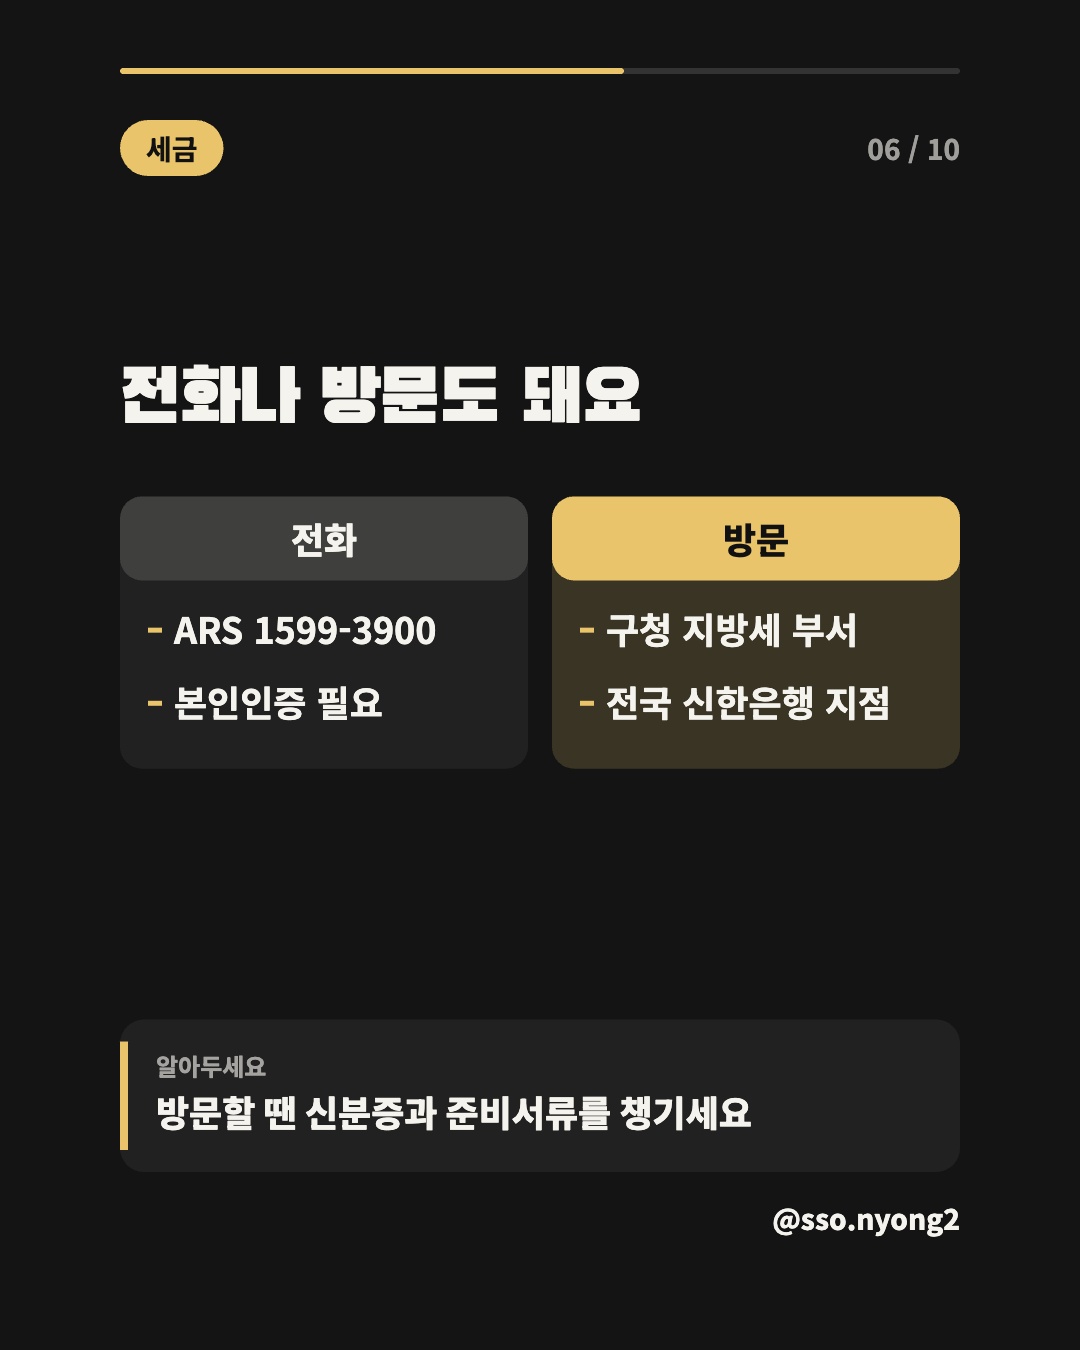 세금
06 / 10
전화나 방문도 돼요
전화
- ARS 1599-3900
- 본인인증 필요
방문
- 구청 지방세 부서
- 전국 신한은행 지점
알아두세요
방문할 땐 신분증과 준비서류를 챙기세요
@sso.nyong2